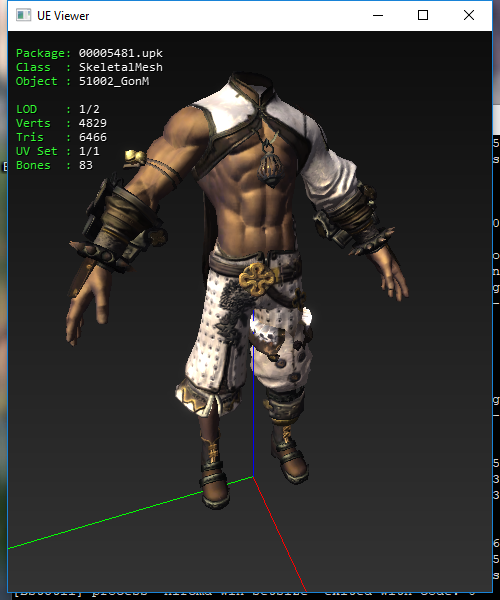 UE Viewer
Package: 00005481.upk
Class : SkeletalMesh
Object : 51002_GonM
LOD : 1/2
Verts : 4829
Tris : 6466
UV Set : 1/1
Bones : 83